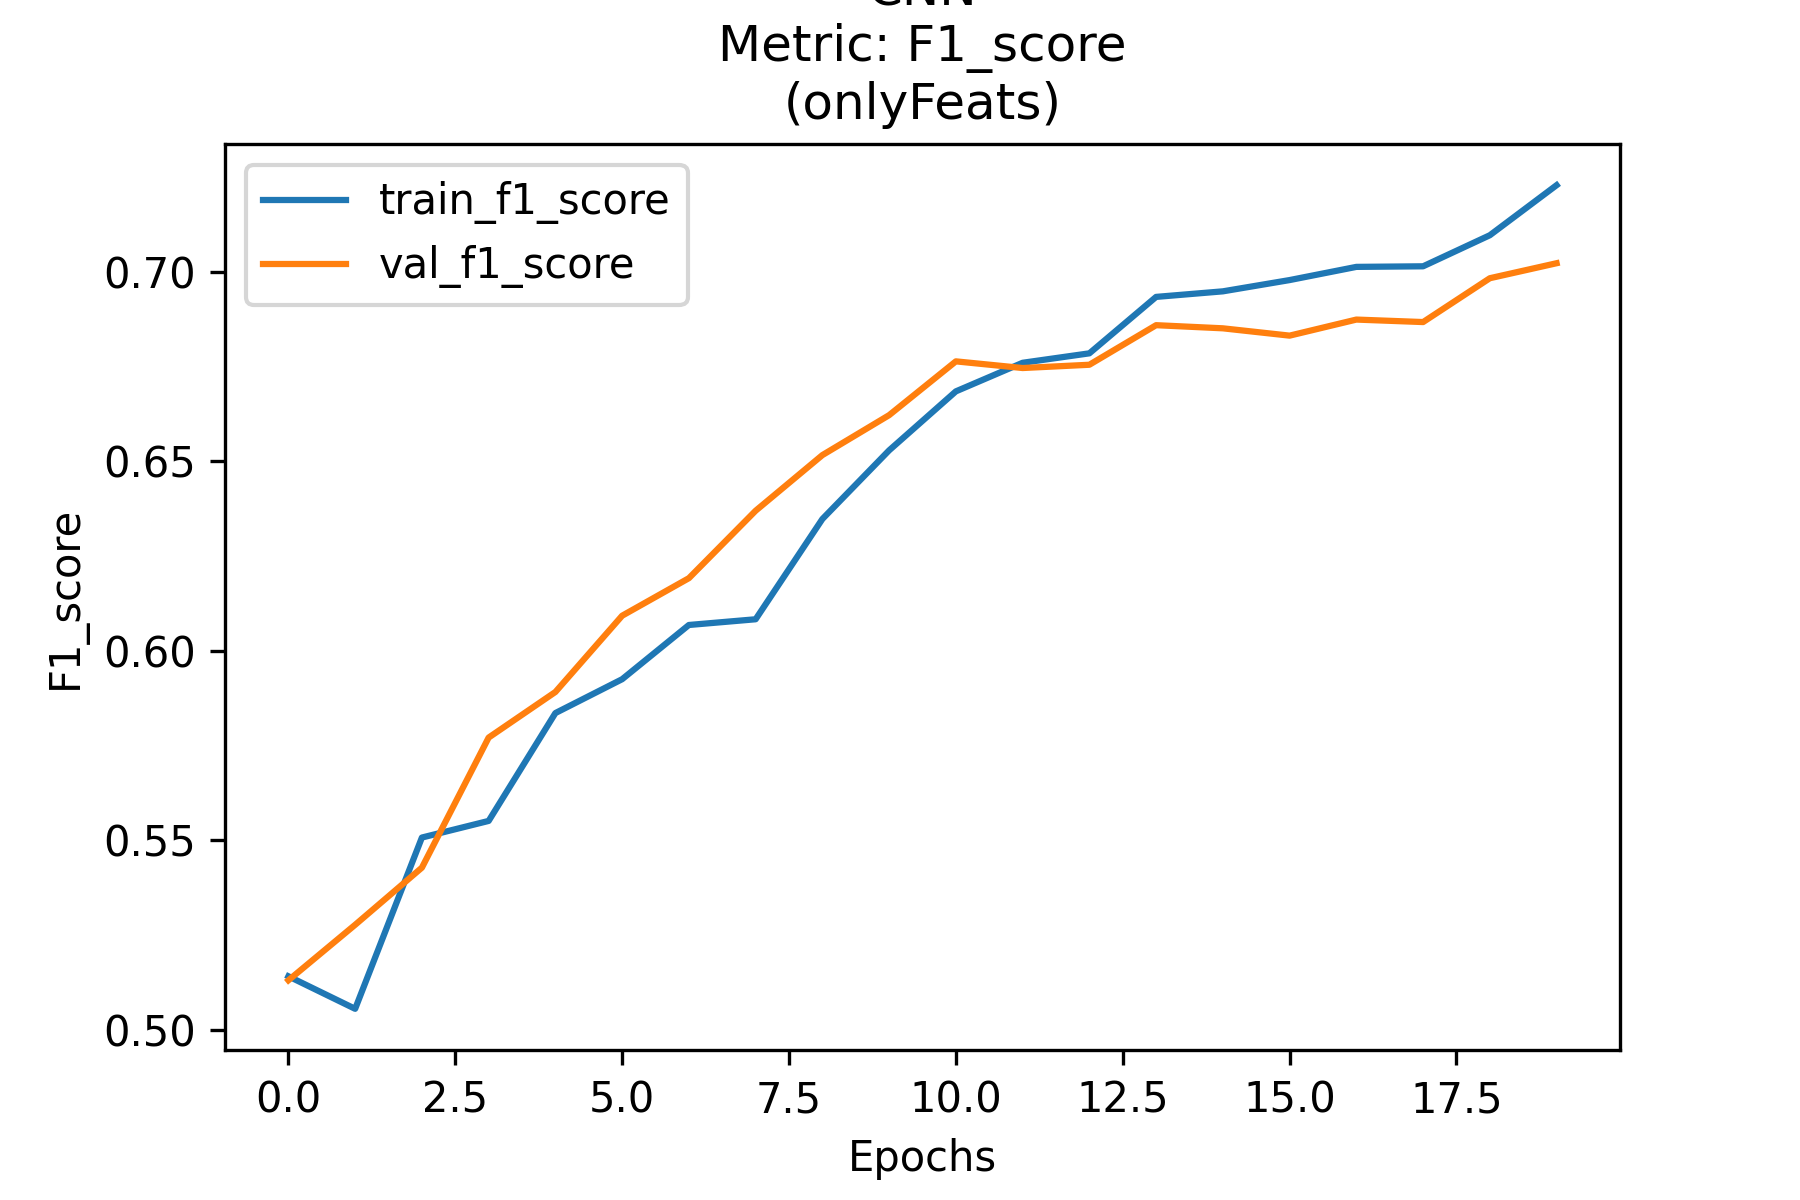 Metric: F1_score
(onlyFeats)
train_f1_score
val_f1_score
F1_score
0.70
0.65
0.60
0.55
0.50
0.0 2.5 5.0 7.5 10.0 12.5 15.0 17.5
Epochs